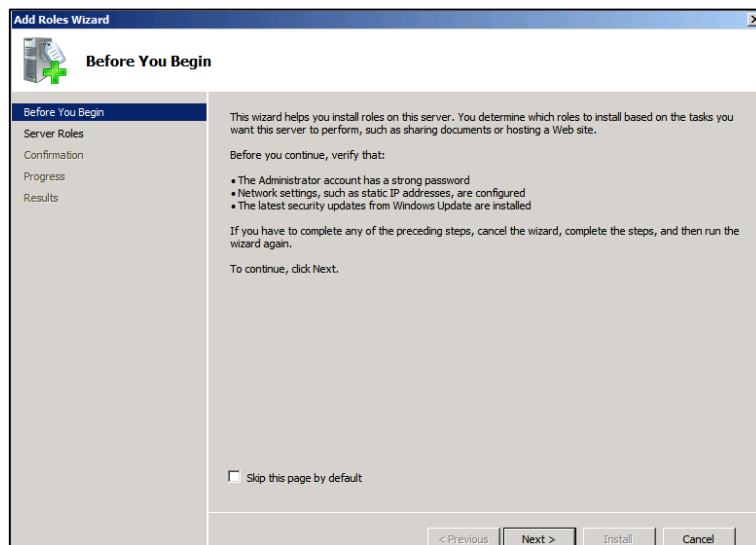 Add Roles Wizard
Before You Begin
Before You Begin
Server Roles
Confirmation
Progress
Results
This wizard helps you install roles on this server. You determine which roles to install based on the tasks you
want this server to perform, such as sharing documents or hosting a Web site.
Before you continue, verify that:
• The Administrator account has a strong password
• Network settings, such as static IP addresses, are configured
• The latest security updates from Windows Update are installed
If you have to complete any of the preceding steps, cancel the wizard, complete the steps, and then run the
wizard again.
To continue, click Next.
Skip this page by default
< Previous
Next >
Install
Cancel